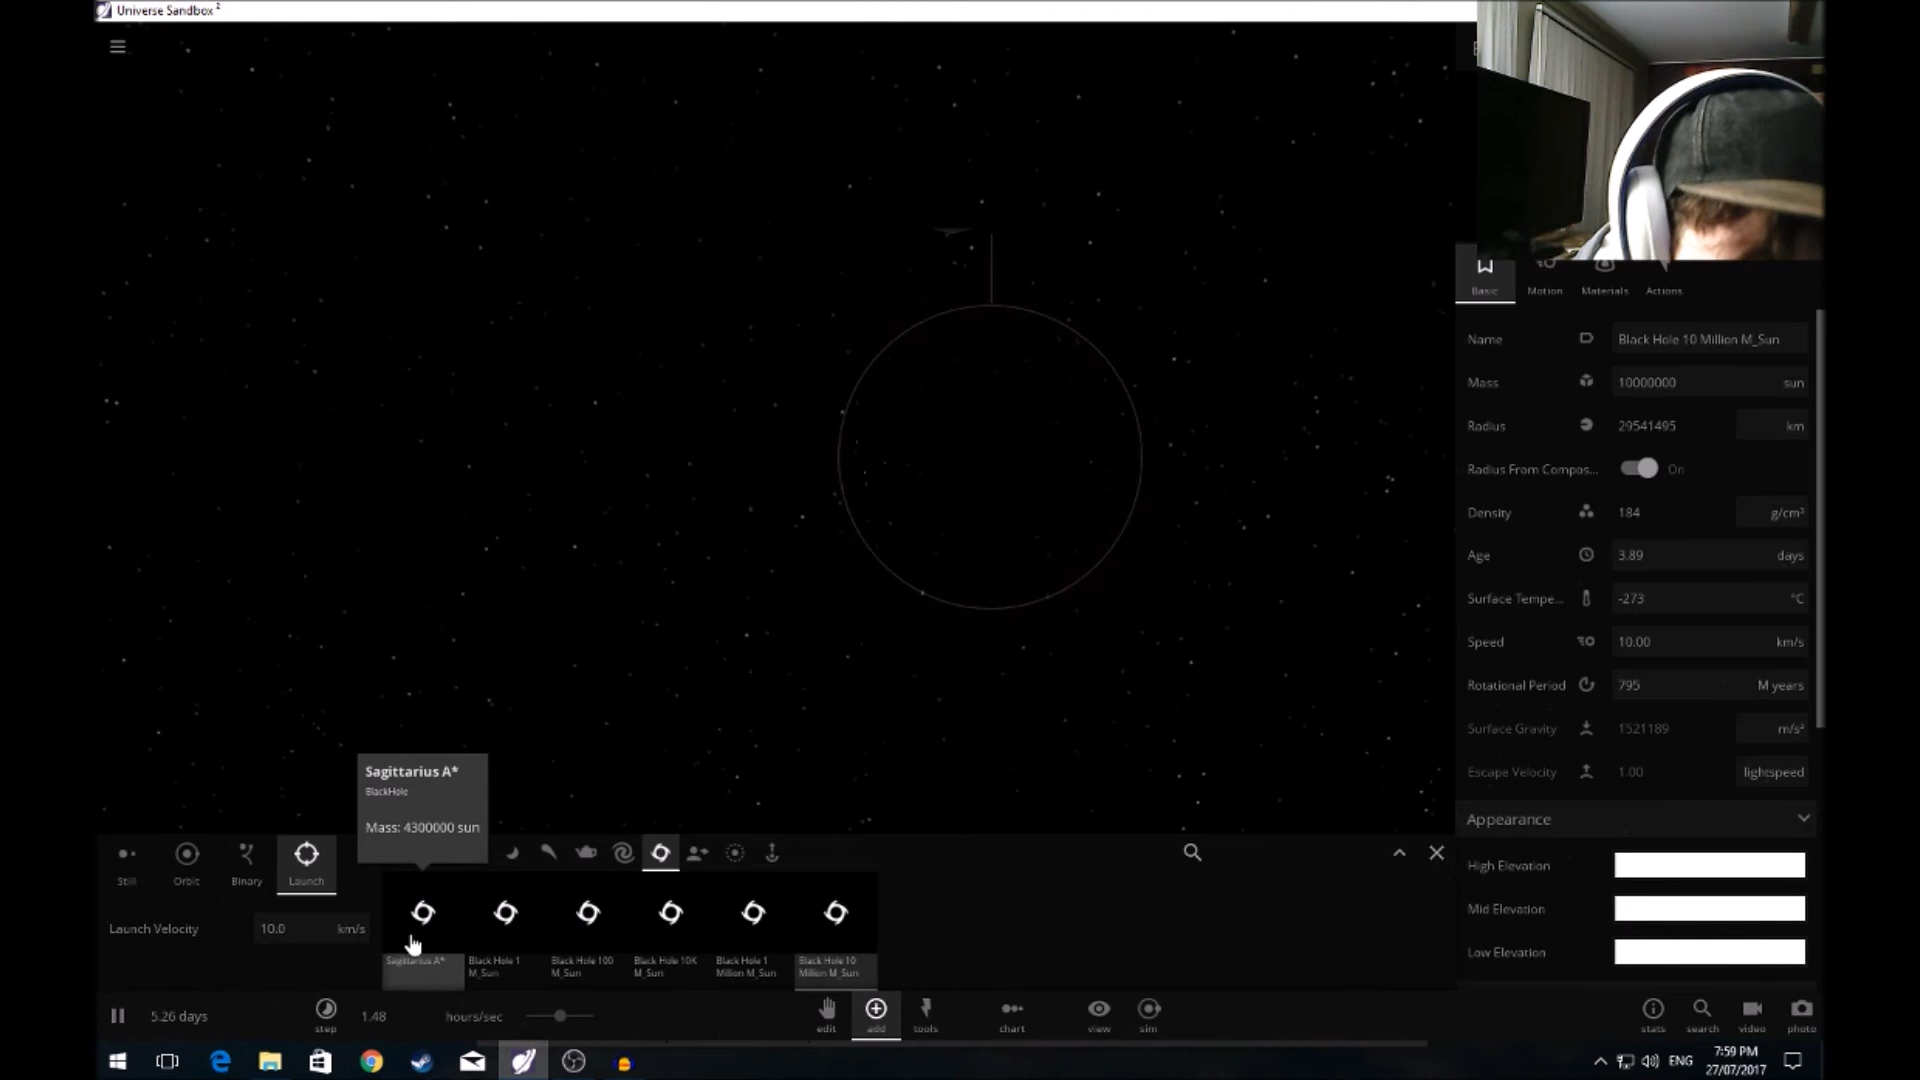 Universe Sandbox ²
Basic
Motion
Materials
Actions
Name
Black Hole 10 Million M_Sun
Mass
10000000
sun
Radius
29541495
km
Radius From Compos...
On
Density
184
g/cm³
Age
3.89
days
Surface Tempe...
-273
°C
Speed
10.00
km/s
Rotational Period
795
M years
Surface Gravity
1521189
m/s²
Escape Velocity
1.00
lightspeed
Appearance
High Elevation
Mid Elevation
Low Elevation
Sagittarius A*
BlackHole
Mass: 4300000 sun
Still
Orbit
Binary
Launch
Launch Velocity
10.0
km/s
Sagittarius A*
Black Hole 1
M_Sun
Black Hole 100
M_Sun
Black Hole 10K
M_Sun
Black Hole 1
Million M_Sun
Black Hole 10
Million M_Sun
5.26 days
step
1.48
hours/sec
edit
add
tools
chart
view
sim
stats
search
video
photo
ENG
7:59 PM
27/07/2017